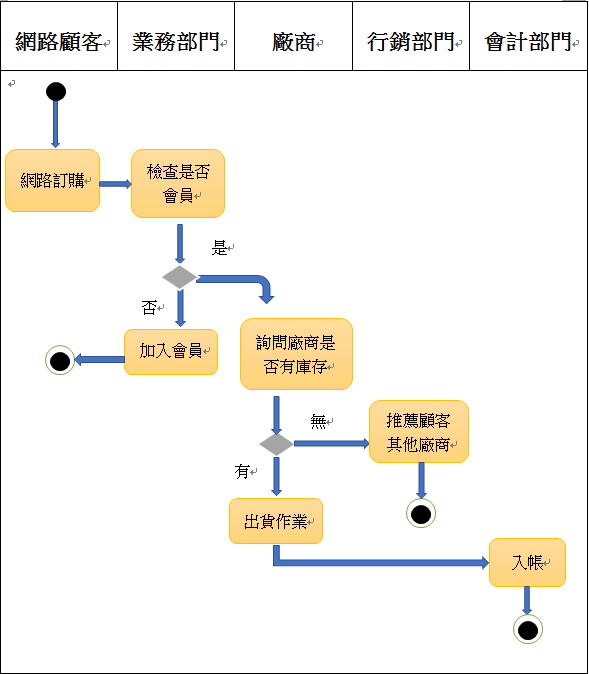 網路顧客 業務部門 廠商 行銷部門 會計部門
網路訂購
檢查是否
會員
是
否
加入會員
詢問廠商是
否有庫存
無
推薦顧客
其他廠商
有
出貨作業
入帳